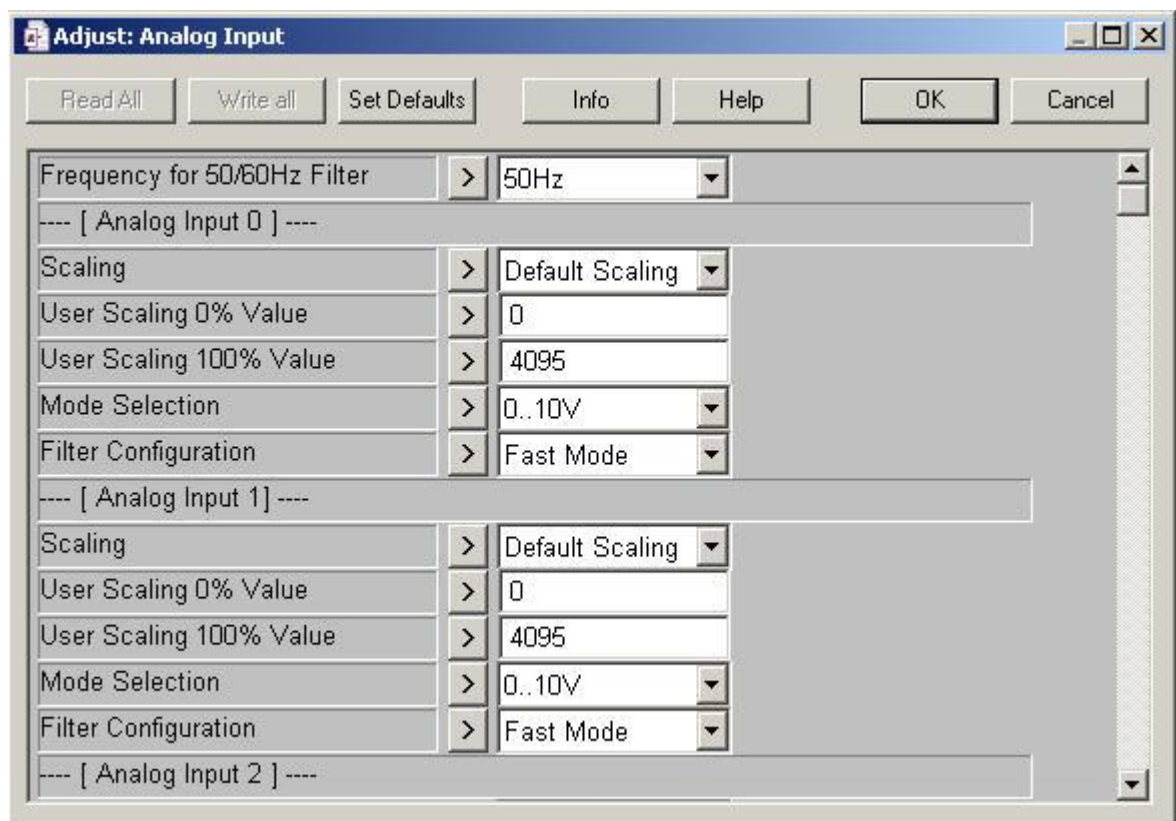 Adjust: Analog Input
Read All Write all Set Defaults Info Help OK Cancel
Frequency for 50/60Hz Filter > 50Hz
---- [ Analog Input 0 ] ----
Scaling > Default Scaling
User Scaling 0% Value > 0
User Scaling 100% Value > 4095
Mode Selection > 0..10V
Filter Configuration > Fast Mode
---- [ Analog Input 1] ----
Scaling > Default Scaling
User Scaling 0% Value > 0
User Scaling 100% Value > 4095
Mode Selection > 0..10V
Filter Configuration > Fast Mode
---- [ Analog Input 2 ] ----